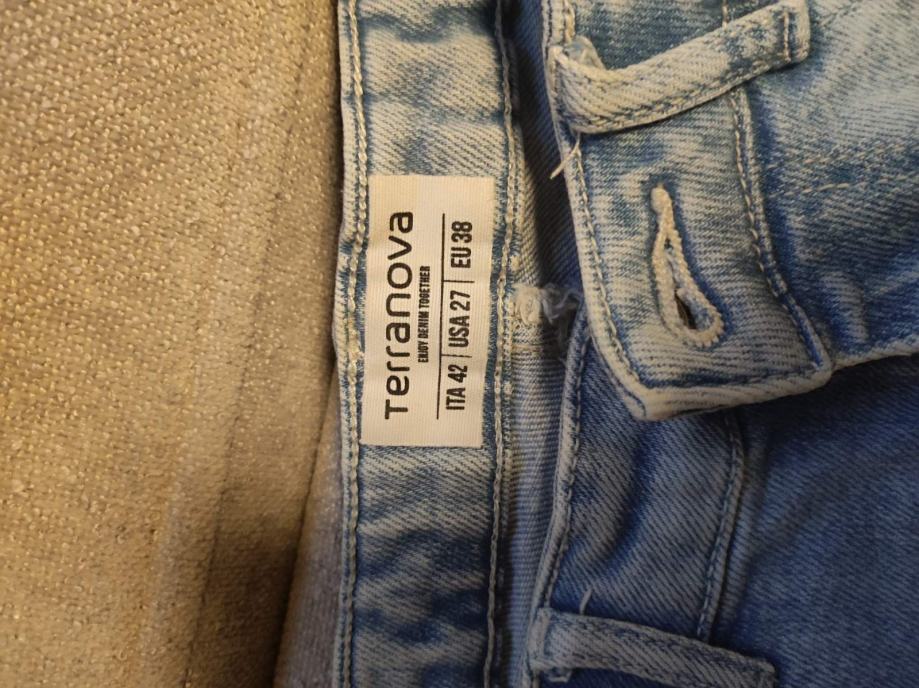 Terranova
ENJOY DENIM TOGETHER
ITA 42 | USA 27 | EU 38